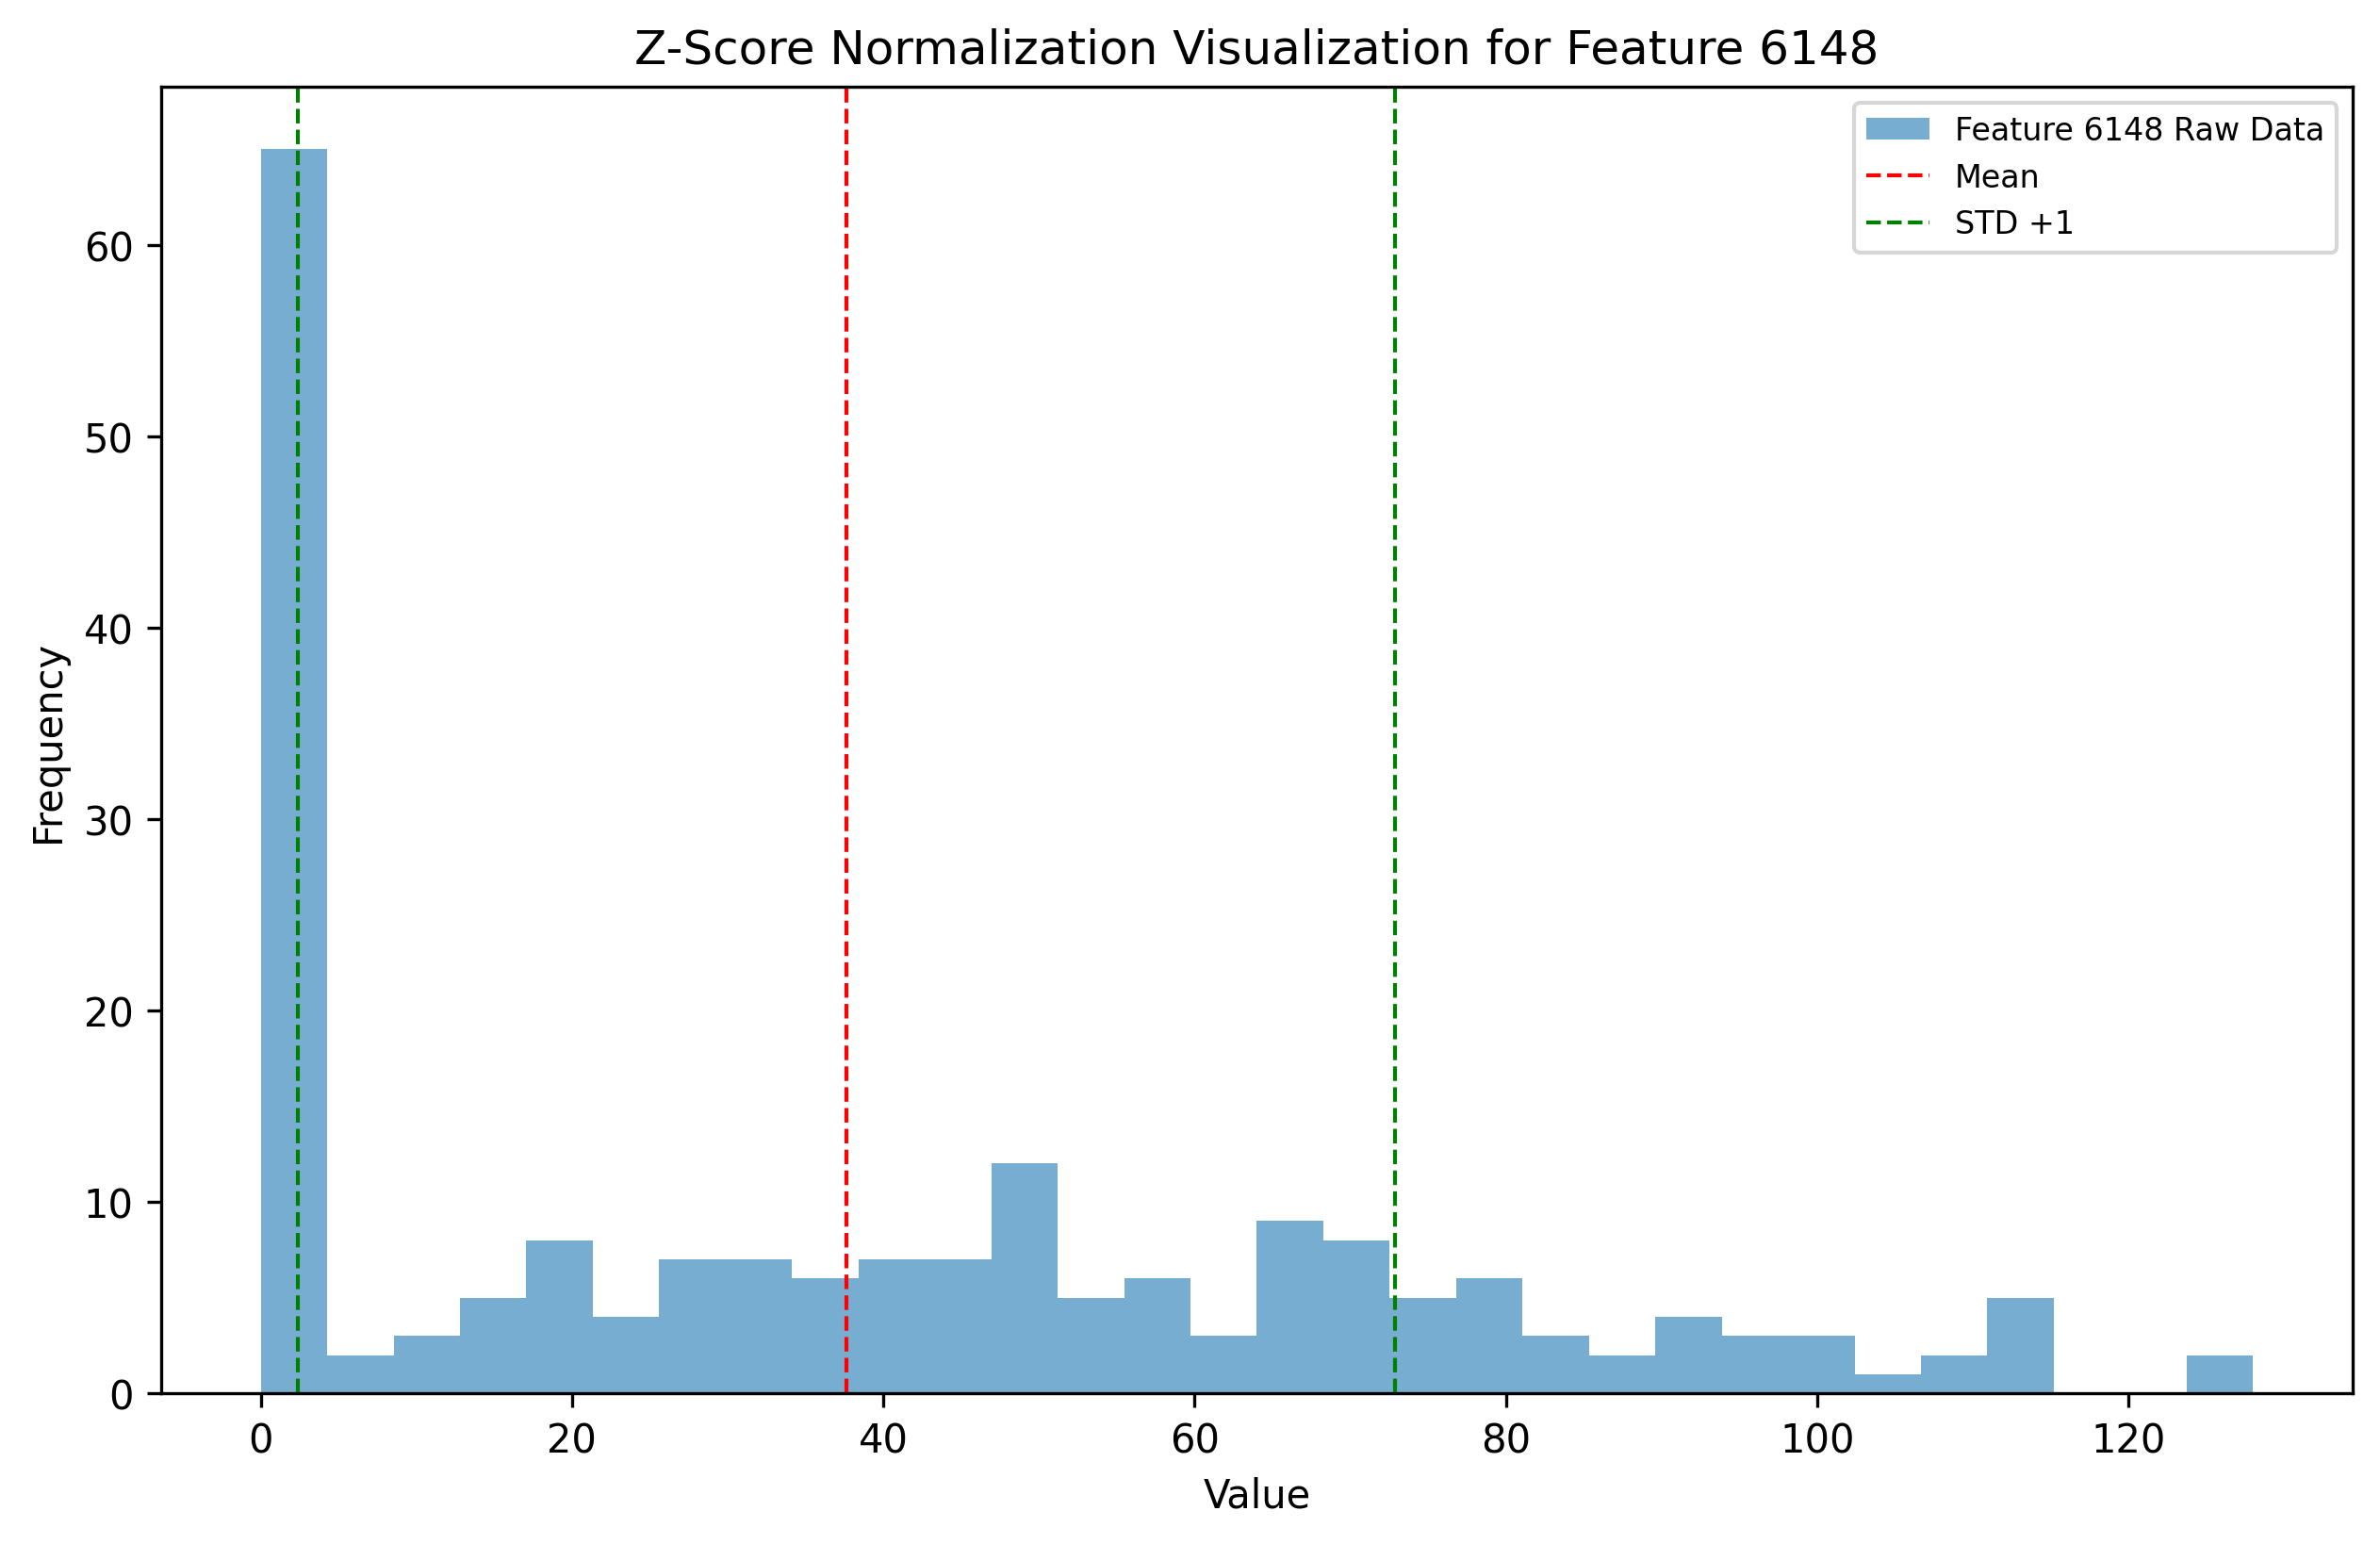 Z-Score Normalization Visualization for Feature 6148
Feature 6148 Raw Data
Mean
STD +1
Frequency
60
50
40
30
20
10
0
0 20 40 60 80 100 120
Value